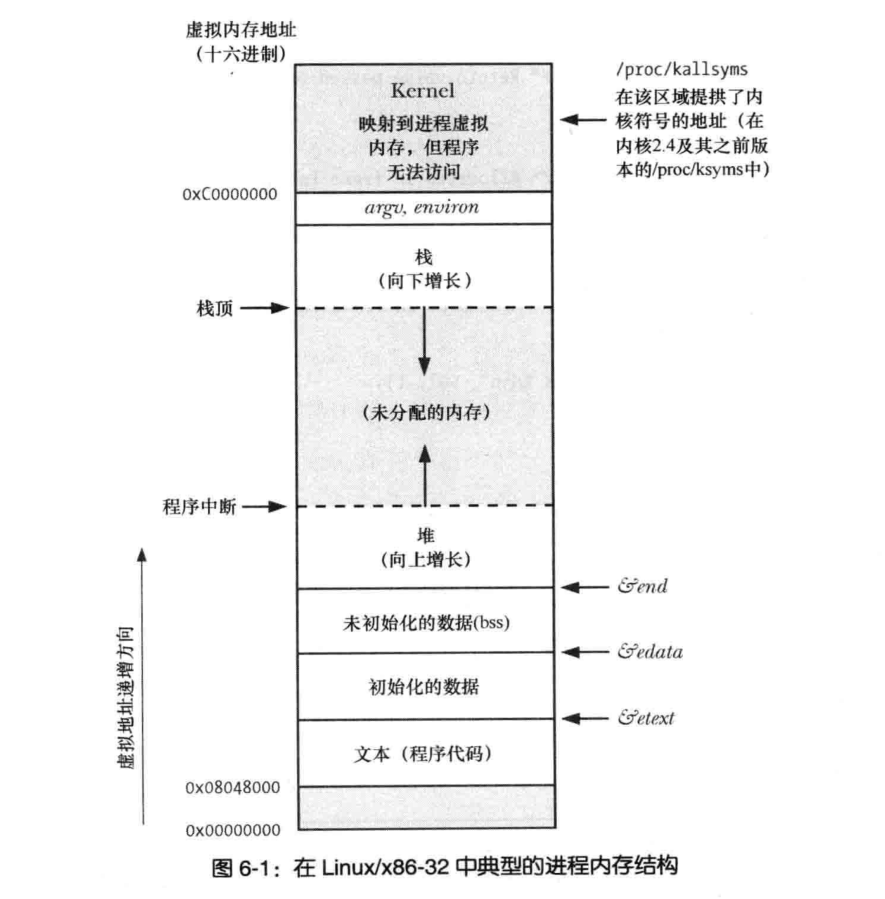 虚拟内存地址
(十六进制)
Kernel
映射到进程虚拟
内存，但程序
无法访问
/proc/kallsyms
在该区域提拱了内
核符号的地址（在
内核2.4及其之前版
本的/proc/ksyms中）
0xC0000000
argv, environ
栈
(向下增长)
栈顶
(未分配的内存)
程序中断
堆
(向上增长)
&end
未初始化的数据(bss)
&edata
初始化的数据
&etext
文本（程序代码）
虚拟地址递增方向
0x08048000
0x00000000
图 6-1：在 Linux/x86-32 中典型的进程内存结构